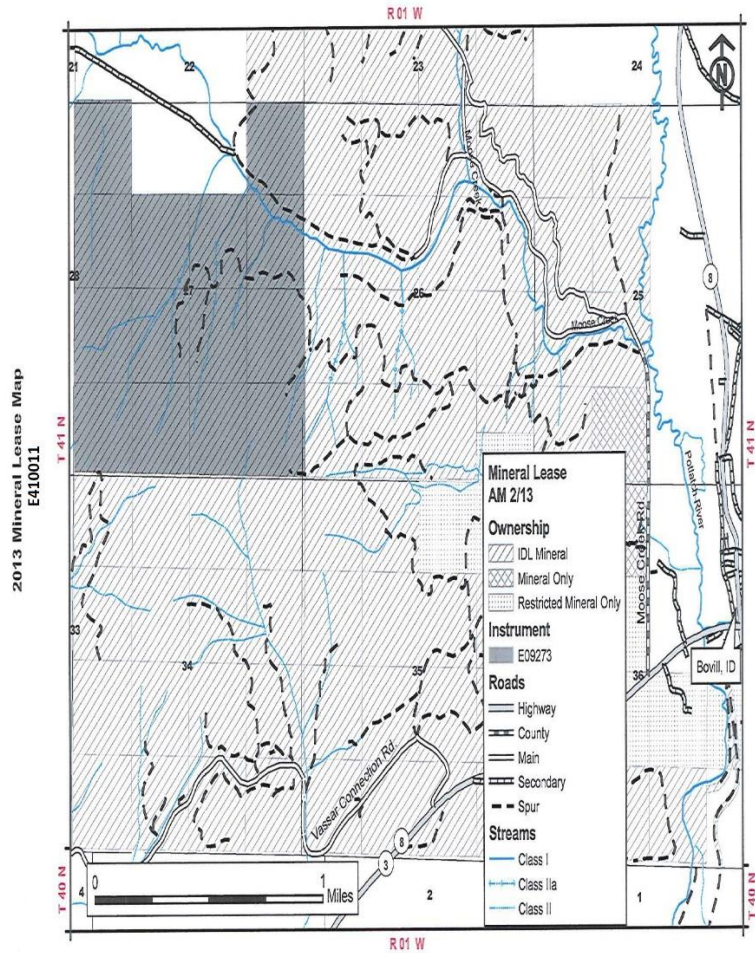 2013 Mineral Lease Map
E410011
R 01 W
T 41 N
T 41 N
21
22
23
24
28
27
26
25
Moose Creek
Moose Creek
8
33
34
35
36
Moose Creek Rd
Potlatch River
Bovill, ID
Vassar Connection Rd.
8
3
4
2
1
T 40 N
T 40 N
R 01 W
N
Mineral Lease
AM 2/13
Ownership
IDL Mineral
Mineral Only
Restricted Mineral Only
Instrument
E09273
Roads
Highway
County
Main
Secondary
Spur
Streams
Class I
Class IIa
Class II
0
1
Miles